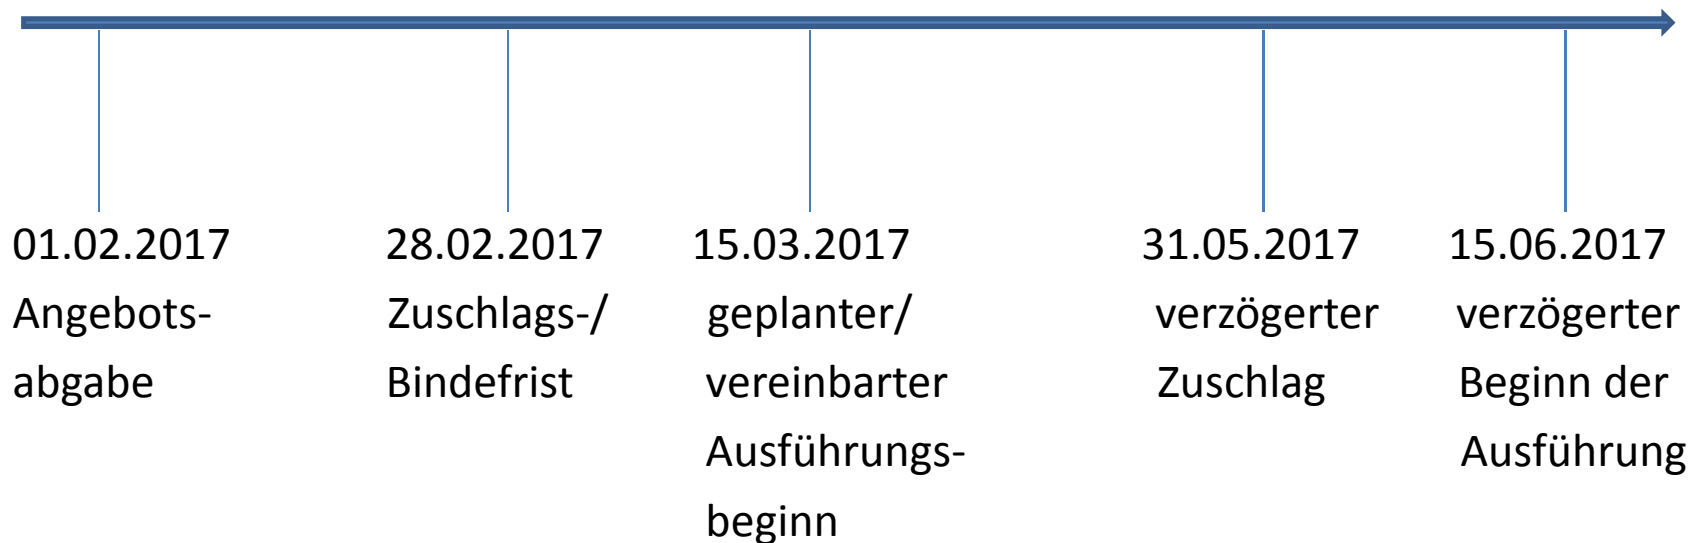 01.02.2017 28.02.2017 15.03.2017 31.05.2017 15.06.2017
Angebots- Zuschlags-/ geplanter/ verzögerter verzögerter
abgabe Bindefrist vereinbarter Zuschlag Beginn der
Ausführungs- Ausführung
beginn